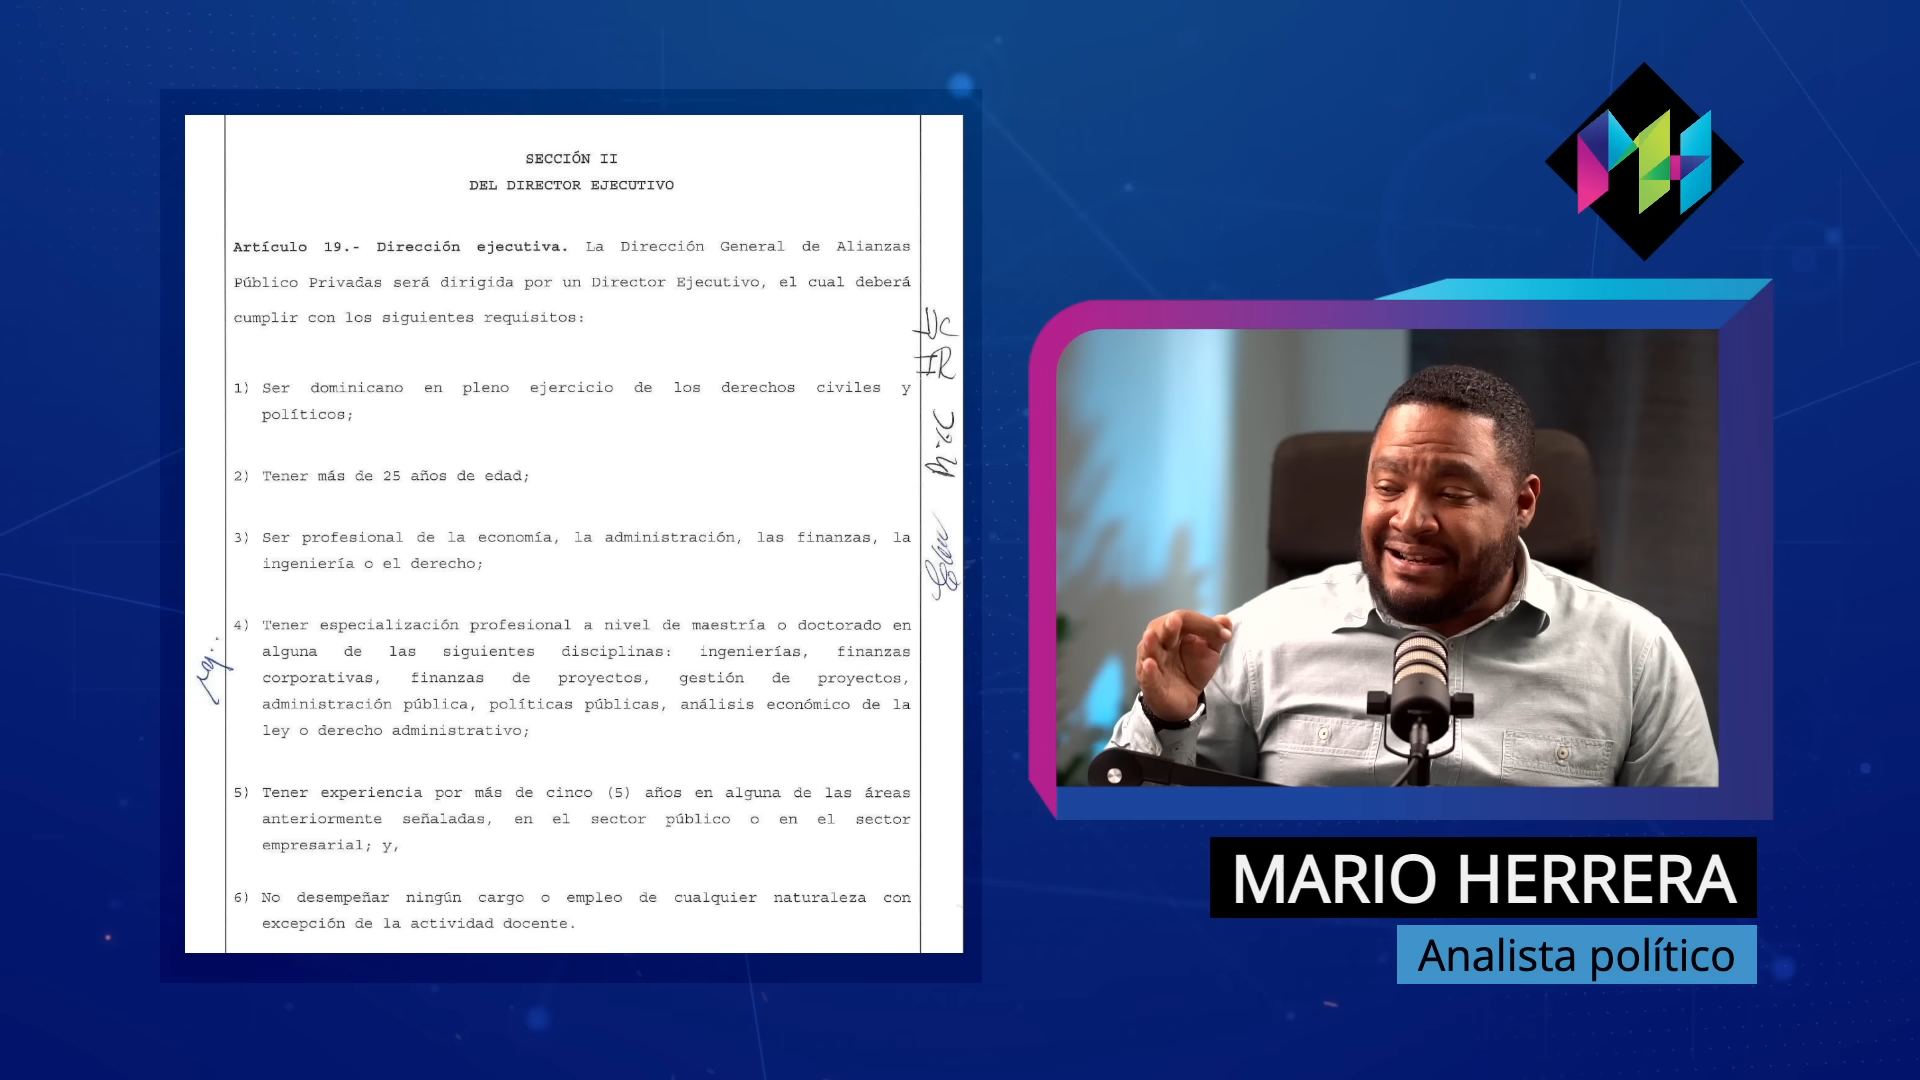 SECCIÓN II
DEL DIRECTOR EJECUTIVO
Artículo 19.- Dirección ejecutiva. La Dirección General de Alianzas
Público Privadas será dirigida por un Director Ejecutivo, el cual deberá
cumplir con los siguientes requisitos:
1) Ser dominicano en pleno ejercicio de los derechos civiles y
políticos;
2) Tener más de 25 años de edad;
3) Ser profesional de la economía, la administración, las finanzas, la
ingeniería o el derecho;
4) Tener especialización profesional a nivel de maestría o doctorado en
alguna de las siguientes disciplinas: ingenierías, finanzas
corporativas, finanzas de proyectos, gestión de proyectos,
administración pública, políticas públicas, análisis económico de la
ley o derecho administrativo;
5) Tener experiencia por más de cinco (5) años en alguna de las áreas
anteriormente señaladas, en el sector público o en el sector
empresarial; y,
6) No desempeñar ningún cargo o empleo de cualquier naturaleza con
excepción de la actividad docente.
MH
MARIO HERRERA
Analista político